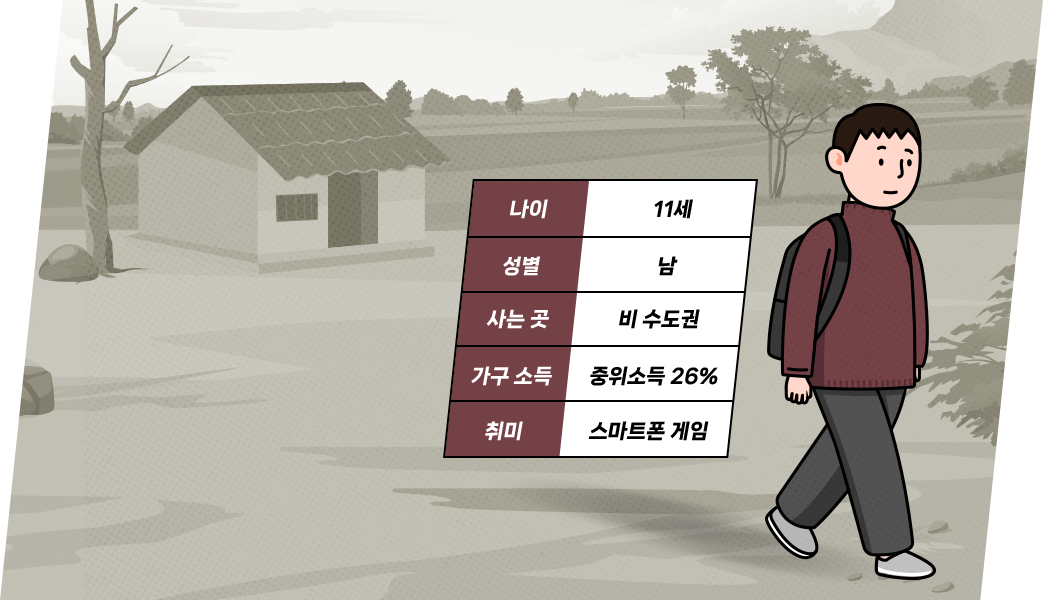 나이 11세
성별 남
사는 곳 비 수도권
가구 소득 중위소득 26%
취미 스마트폰 게임